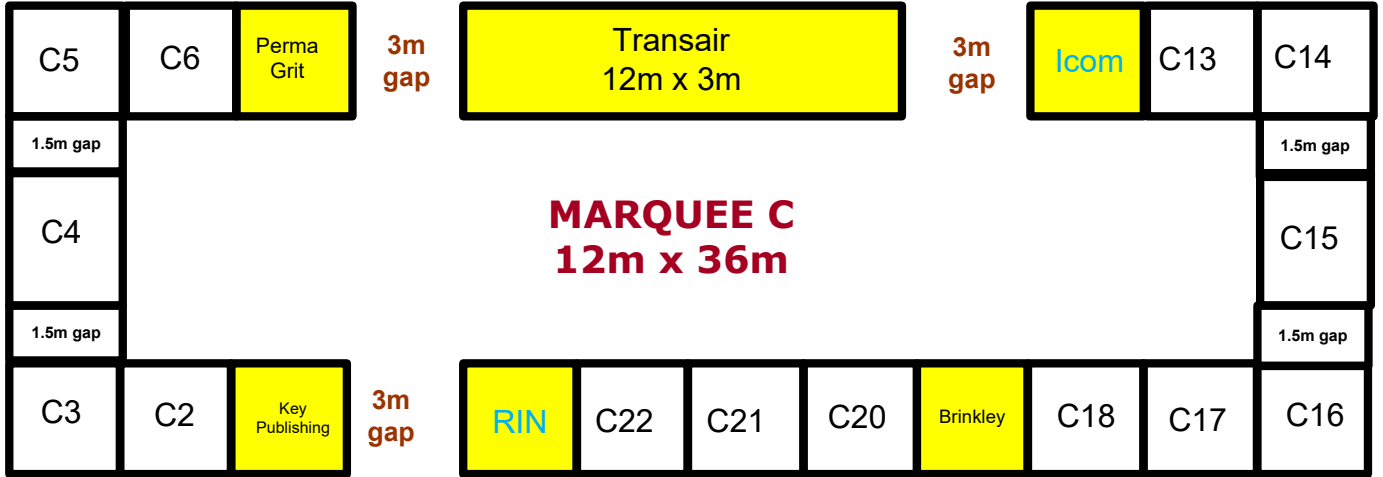 C5
C6
Perma
Grit
3m
gap
Transair
12m x 3m
3m
gap
Icom
C13
C14
1.5m gap
1.5m gap
C4
MARQUEE C
12m x 36m
C15
1.5m gap
1.5m gap
C3
C2
Key
Publishing
3m
gap
RIN
C22
C21
C20
Brinkley
C18
C17
C16